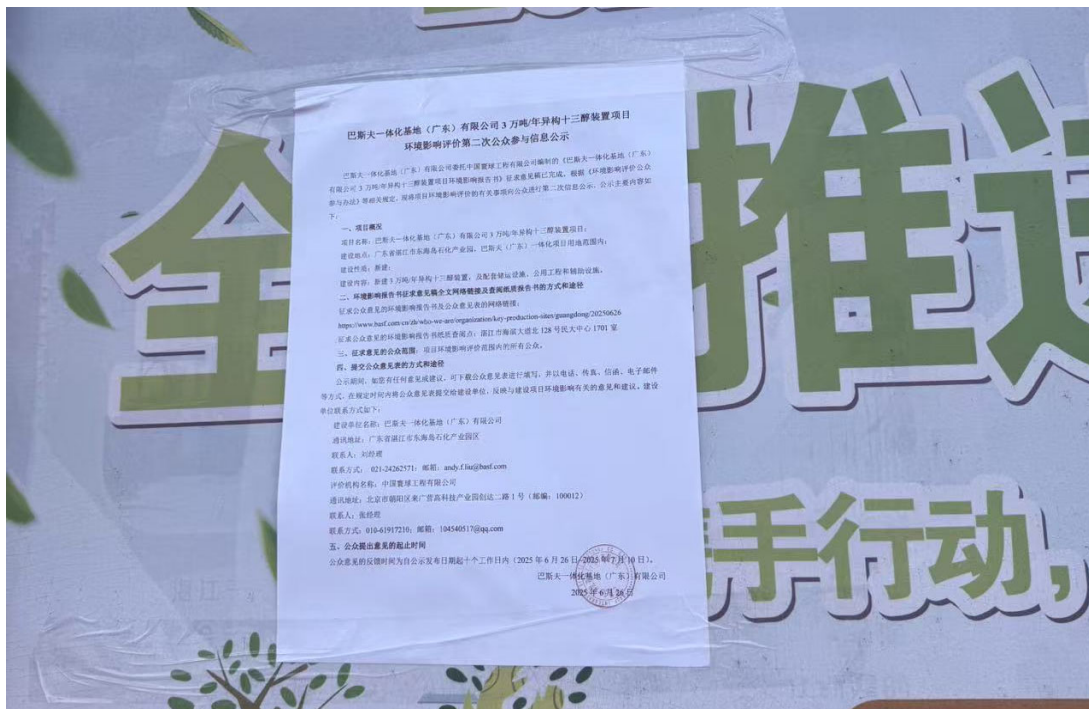 全
推
手行动,
巴斯夫一体化基地（广东）有限公司 3 万吨/年异构十三醇装置项目
环境影响评价第二次公众参与信息公示
巴斯夫一体化基地（广东）有限公司委托中国寰球工程有限公司编制的《巴斯夫一体化基地（广东）
有限公司 3 万吨/年异构十三醇装置项目环境影响报告书》征求意见稿已完成。根据《环境影响评价公众
参与办法》等相关规定，现将项目环境影响评价的有关事项向公众进行第二次信息公示，公示主要内容如
下：
一、项目概况
项目名称：巴斯夫一体化基地（广东）有限公司 3 万吨/年异构十三醇装置项目；
建设地点：广东省湛江市东海岛石化产业园，巴斯夫（广东）一体化项目用地范围内；
建设性质：新建；
建设内容：新建 3 万吨/年异构十三醇装置，及配套储运设施、公用工程和辅助设施。
二、环境影响报告书征求意见稿全文网络链接及查阅纸质报告书的方式和途径
征求公众意见的环境影响报告书及公众意见表的网络链接：
https://www.basf.com/cn/zh/who-we-are/organization/key-production-sites/guangdong/20250626
征求公众意见的环境影响报告书纸质查阅点：湛江市海滨大道北 128 号民大中心 1701 室
三、征求意见的公众范围：项目环境影响评价范围内的所有公众。
四、提交公众意见表的方式和途径
公示期间，如您有任何意见或建议，可下载公众意见表进行填写，并以电话、传真、信函、电子邮件
等方式，在规定时间内将公众意见表提交给建设单位，反映与建设项目环境影响有关的意见和建议，建设
单位联系方式如下：
建设单位名称：巴斯夫一体化基地（广东）有限公司
通讯地址：广东省湛江市东海岛石化产业园区
联系人：刘经理
联系方式： 021-24262571；邮箱：andy.f.liu@basf.com
评价机构名称：中国寰球工程有限公司
通讯地址：北京市朝阳区来广营高科技产业园创达二路 1 号（邮编：100012）
联系人：张经理
联系方式：010-61917210；邮箱：104540517@qq.com
五、公众提出意见的起止时间
公众意见的反馈时间为自公示发布日期起十个工作日内（2025 年 6 月 26 日-2025 年 7 月 10 日）。
巴斯夫一体化基地（广东）有限公司
2025 年 6 月 26 日